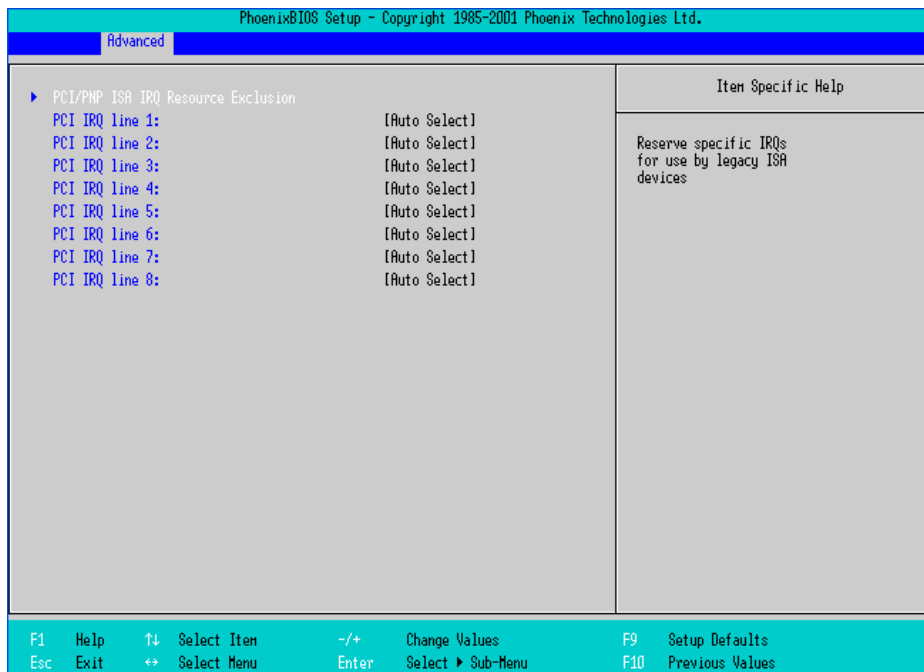 PhoenixBIOS Setup - Copyright 1985-2001 Phoenix Technologies Ltd.
Advanced
PCI/PNP ISA IRQ Resource Exclusion
PCI IRQ line 1: [Auto Select]
PCI IRQ line 2: [Auto Select]
PCI IRQ line 3: [Auto Select]
PCI IRQ line 4: [Auto Select]
PCI IRQ line 5: [Auto Select]
PCI IRQ line 6: [Auto Select]
PCI IRQ line 7: [Auto Select]
PCI IRQ line 8: [Auto Select]
Item Specific Help
Reserve specific IRQs
for use by legacy ISA
devices
F1 Help ↑↓ Select Item -/+ Change Values F9 Setup Defaults
Esc Exit ↔ Select Menu Enter Select ▶ Sub-Menu F10 Previous Values